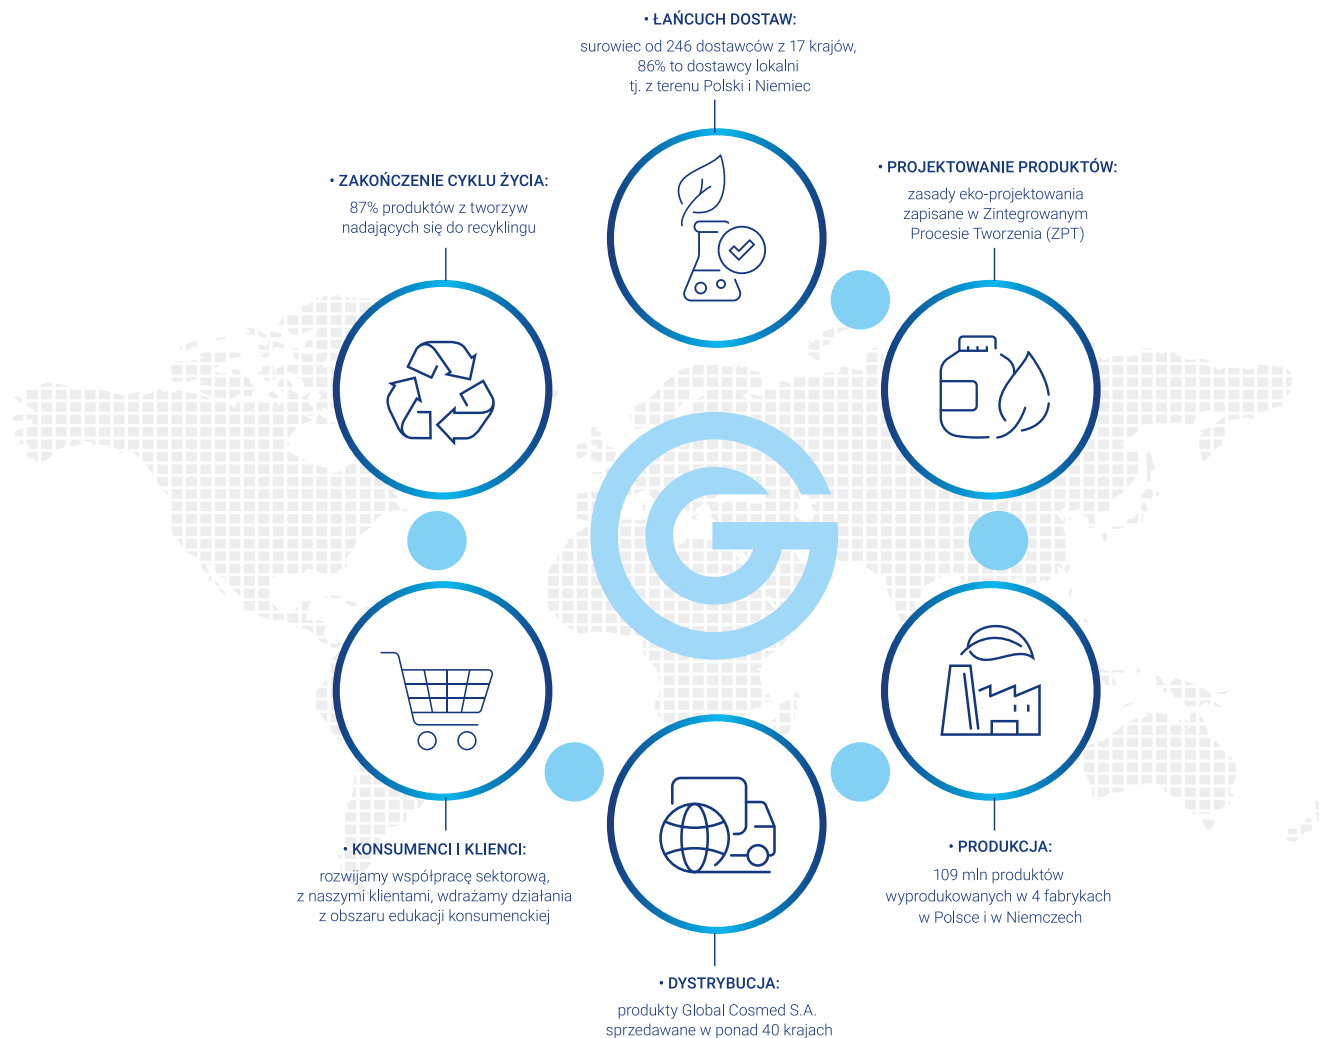 • ŁAŃCUCH DOSTAW:
surowiec od 246 dostawców z 17 krajów,
86% to dostawcy lokalni
tj. z terenu Polski i Niemiec
• PROJEKTOWANIE PRODUKTÓW:
zasady eko-projektowania
zapisane w Zintegrowanym
Procesie Tworzenia (ZPT)
• PRODUKCJA:
109 mln produktów
wyprodukowanych w 4 fabrykach
w Polsce i w Niemczech
• DYSTRYBUCJA:
produkty Global Cosmed S.A.
sprzedawane w ponad 40 krajach
• KONSUMENCI I KLIENCI:
rozwijamy współpracę sektorową,
z naszymi klientami, wdrażamy działania
z obszaru edukacji konsumenckiej
• ZAKOŃCZENIE CYKLU ŻYCIA:
87% produktów z tworzyw
nadających się do recyklingu